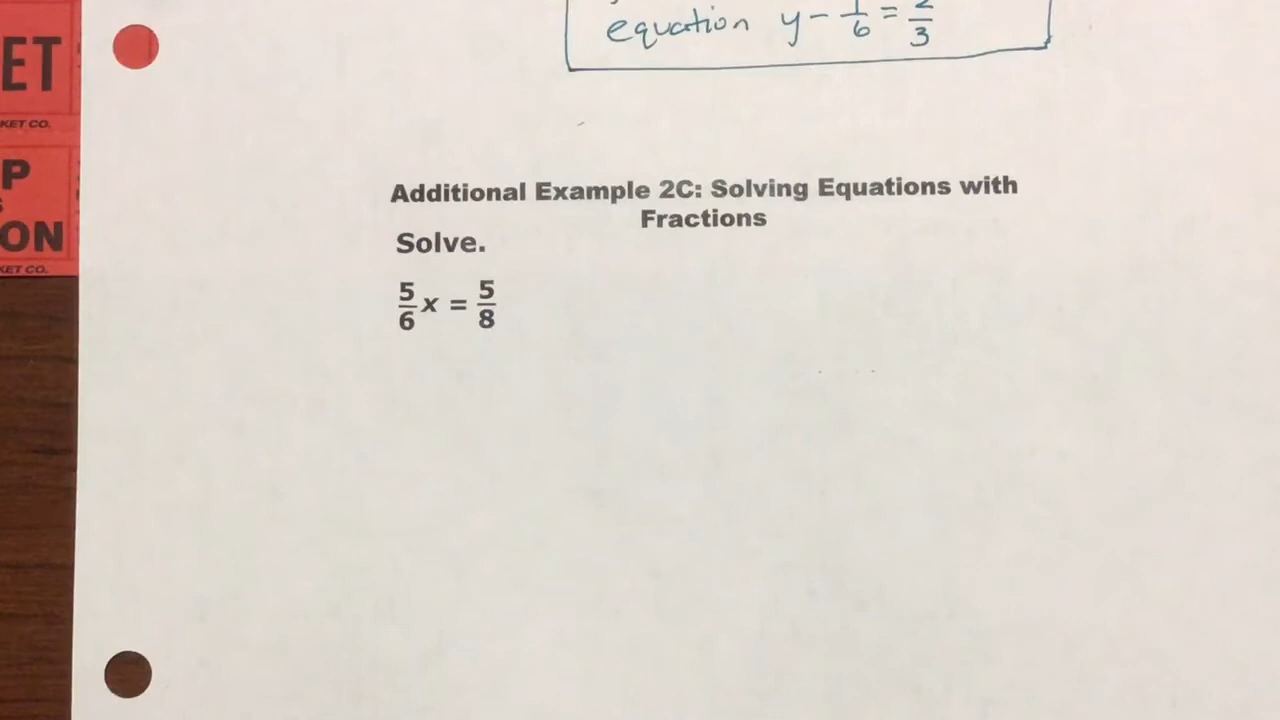 ET
KET CO.
P
ON
KET CO.
equation y - 1/6 = 2/3
Additional Example 2C: Solving Equations with
Fractions
Solve.
5/6 x = 5/8